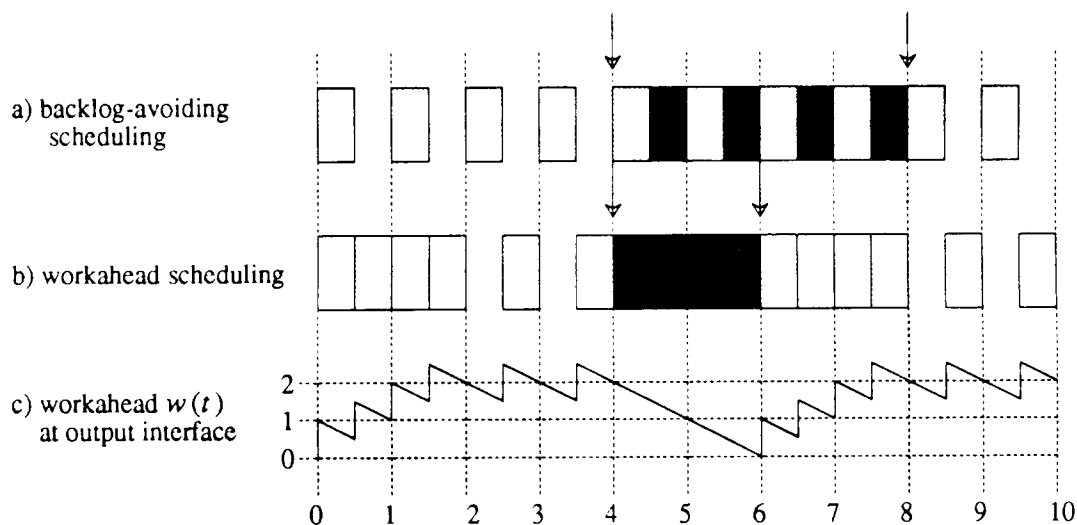 a) backlog-avoiding
scheduling
b) workahead scheduling
c) workahead w(t)
at output interface
2
1
0
0 1 2 3 4 5 6 7 8 9 10